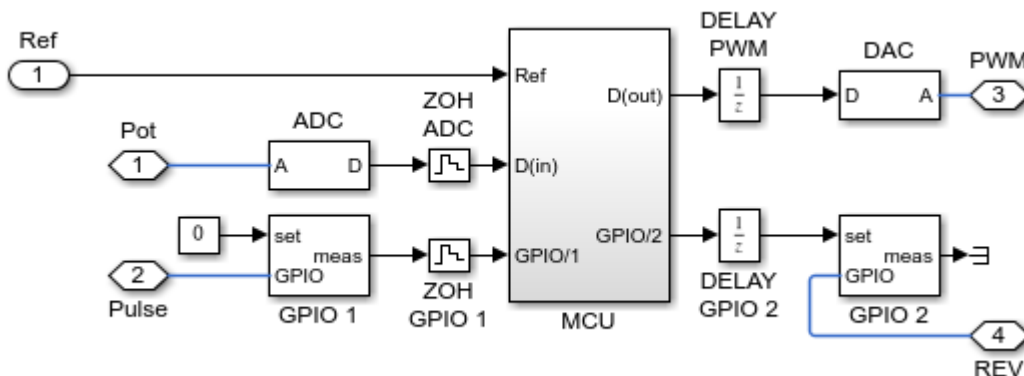 Ref
1
Ref
Pot
1
ADC
A D
ZOH
ADC
D(in)
0
set
meas
GPIO
GPIO 1
2
Pulse
ZOH
GPIO 1
GPIO/1
D(out)
GPIO/2
MCU
DELAY
PWM
1
z
DAC
D A
PWM
3
1
z
DELAY
GPIO 2
set
meas
GPIO
GPIO 2
4
REV